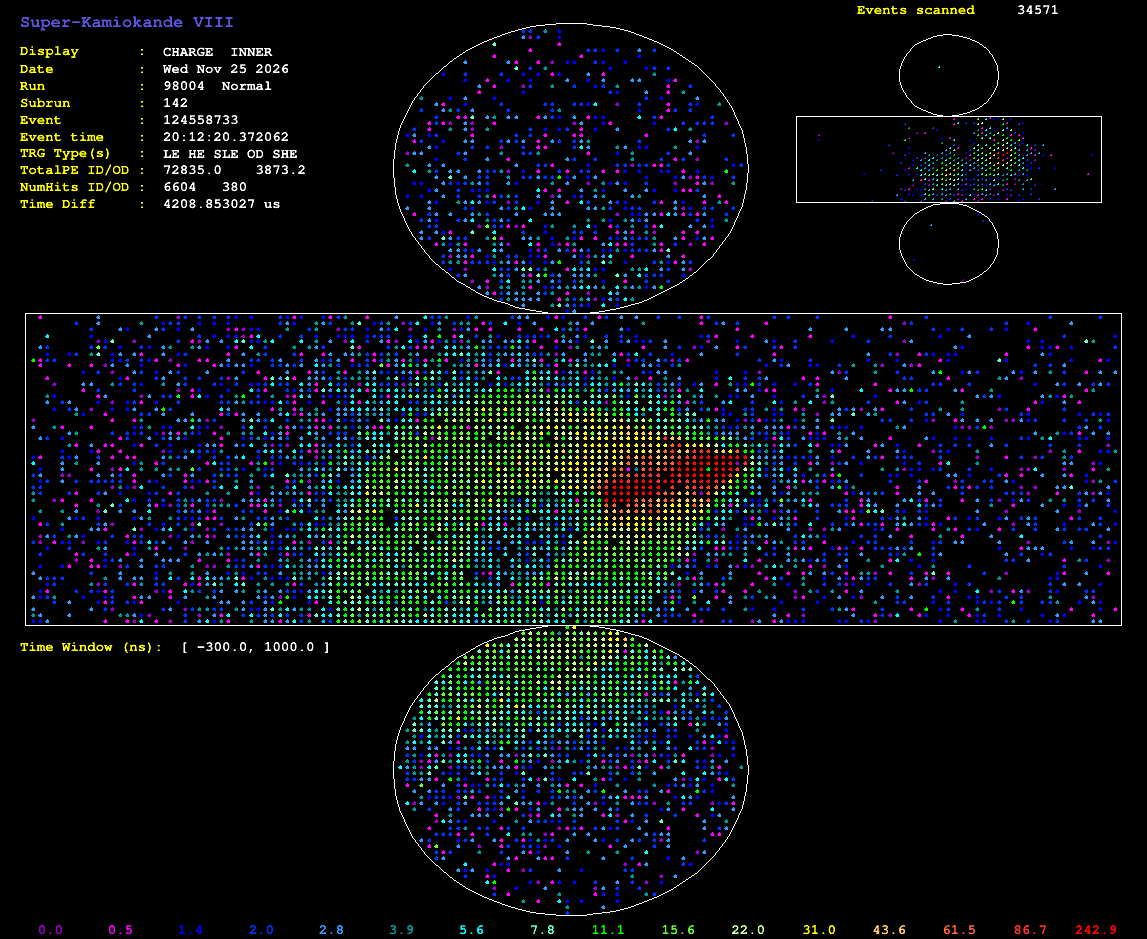 Super-Kamiokande VIII
Events scanned 34571
Display : CHARGE INNER
Date : Wed Nov 25 2026
Run : 98004 Normal
Subrun : 142
Event : 124558733
Event time : 20:12:20.372062
TRG Type(s) : LE HE SLE OD SHE
TotalPE ID/OD : 72835.0 3873.2
NumHits ID/OD : 6604 380
Time Diff : 4208.853027 us
Time Window (ns): [ -300.0, 1000.0 ]
0.0 0.5 1.4 2.0 2.8 3.9 5.6 7.8 11.1 15.6 22.0 31.0 43.6 61.5 86.7 242.9